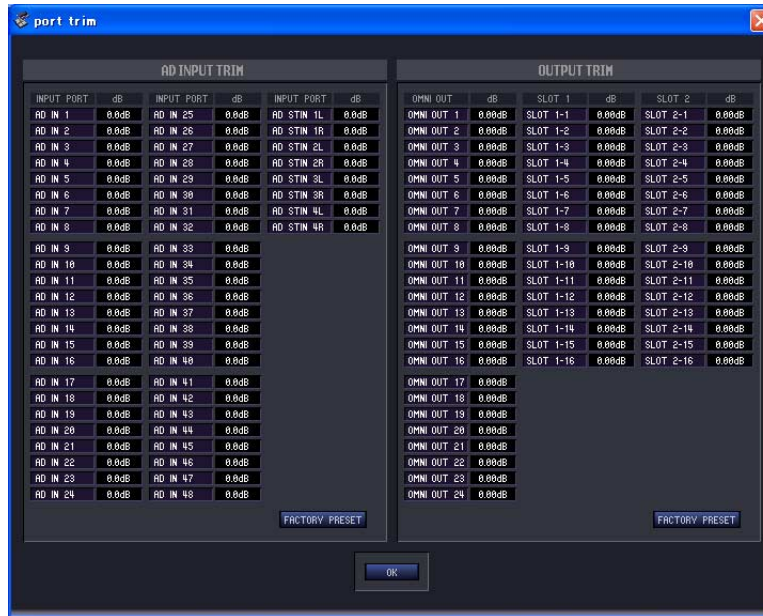 port trim
AD INPUT TRIM
INPUT PORT dB INPUT PORT dB INPUT PORT dB
AD IN 1 0.0dB AD IN 25 0.0dB AD STIN 1L 0.0dB
AD IN 2 0.0dB AD IN 26 0.0dB AD STIN 1R 0.0dB
AD IN 3 0.0dB AD IN 27 0.0dB AD STIN 2L 0.0dB
AD IN 4 0.0dB AD IN 28 0.0dB AD STIN 2R 0.0dB
AD IN 5 0.0dB AD IN 29 0.0dB AD STIN 3L 0.0dB
AD IN 6 0.0dB AD IN 30 0.0dB AD STIN 3R 0.0dB
AD IN 7 0.0dB AD IN 31 0.0dB AD STIN 4L 0.0dB
AD IN 8 0.0dB AD IN 32 0.0dB AD STIN 4R 0.0dB
AD IN 9 0.0dB AD IN 33 0.0dB
AD IN 10 0.0dB AD IN 34 0.0dB
AD IN 11 0.0dB AD IN 35 0.0dB
AD IN 12 0.0dB AD IN 36 0.0dB
AD IN 13 0.0dB AD IN 37 0.0dB
AD IN 14 0.0dB AD IN 38 0.0dB
AD IN 15 0.0dB AD IN 39 0.0dB
AD IN 16 0.0dB AD IN 40 0.0dB
AD IN 17 0.0dB AD IN 41 0.0dB
AD IN 18 0.0dB AD IN 42 0.0dB
AD IN 19 0.0dB AD IN 43 0.0dB
AD IN 20 0.0dB AD IN 44 0.0dB
AD IN 21 0.0dB AD IN 45 0.0dB
AD IN 22 0.0dB AD IN 46 0.0dB
AD IN 23 0.0dB AD IN 47 0.0dB
AD IN 24 0.0dB AD IN 48 0.0dB
FACTORY PRESET
OUTPUT TRIM
OMNI OUT dB SLOT 1 dB SLOT 2 dB
OMNI OUT 1 0.00dB SLOT 1-1 0.00dB SLOT 2-1 0.00dB
OMNI OUT 2 0.00dB SLOT 1-2 0.00dB SLOT 2-2 0.00dB
OMNI OUT 3 0.00dB SLOT 1-3 0.00dB SLOT 2-3 0.00dB
OMNI OUT 4 0.00dB SLOT 1-4 0.00dB SLOT 2-4 0.00dB
OMNI OUT 5 0.00dB SLOT 1-5 0.00dB SLOT 2-5 0.00dB
OMNI OUT 6 0.00dB SLOT 1-6 0.00dB SLOT 2-6 0.00dB
OMNI OUT 7 0.00dB SLOT 1-7 0.00dB SLOT 2-7 0.00dB
OMNI OUT 8 0.00dB SLOT 1-8 0.00dB SLOT 2-8 0.00dB
OMNI OUT 9 0.00dB SLOT 1-9 0.00dB SLOT 2-9 0.00dB
OMNI OUT 10 0.00dB SLOT 1-10 0.00dB SLOT 2-10 0.00dB
OMNI OUT 11 0.00dB SLOT 1-11 0.00dB SLOT 2-11 0.00dB
OMNI OUT 12 0.00dB SLOT 1-12 0.00dB SLOT 2-12 0.00dB
OMNI OUT 13 0.00dB SLOT 1-13 0.00dB SLOT 2-13 0.00dB
OMNI OUT 14 0.00dB SLOT 1-14 0.00dB SLOT 2-14 0.00dB
OMNI OUT 15 0.00dB SLOT 1-15 0.00dB SLOT 2-15 0.00dB
OMNI OUT 16 0.00dB SLOT 1-16 0.00dB SLOT 2-16 0.00dB
OMNI OUT 17 0.00dB
OMNI OUT 18 0.00dB
OMNI OUT 19 0.00dB
OMNI OUT 20 0.00dB
OMNI OUT 21 0.00dB
OMNI OUT 22 0.00dB
OMNI OUT 23 0.00dB
OMNI OUT 24 0.00dB
FACTORY PRESET
OK